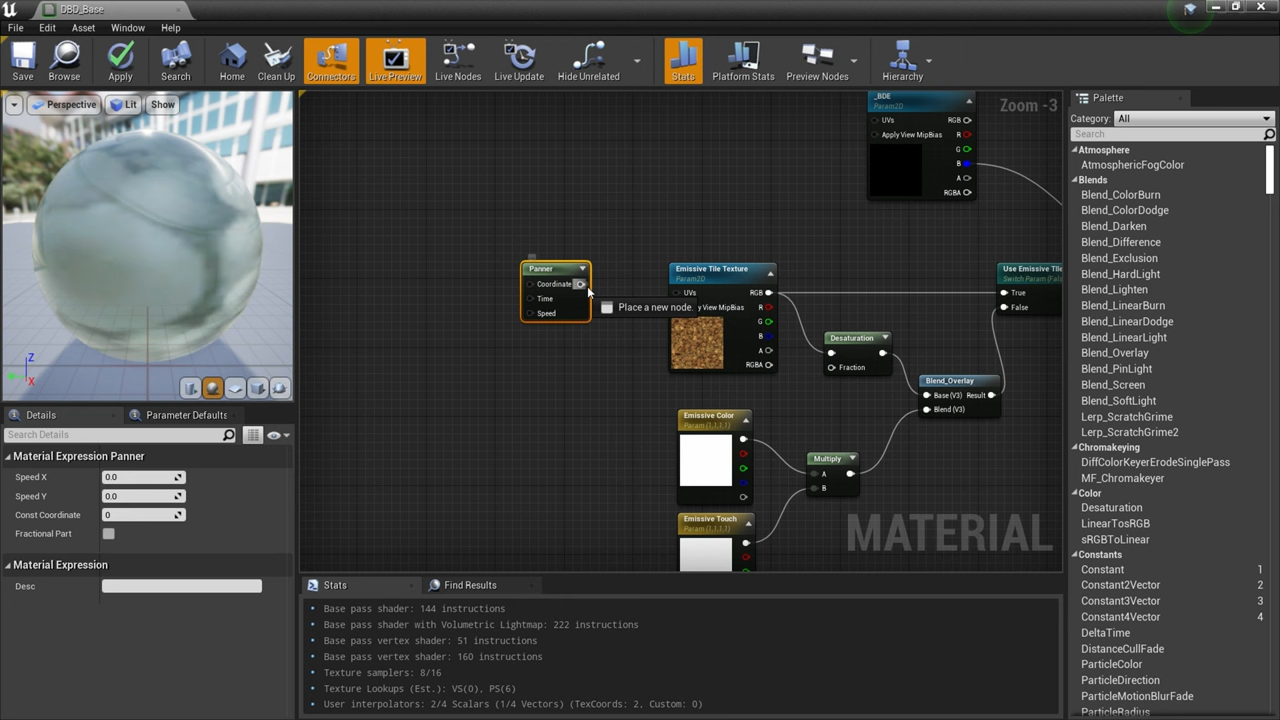 DBD_Base
File Edit Asset Window Help
Save Browse Apply Search Home Clean Up Connectors Live Preview Live Nodes Live Update Hide Unrelated Stats Platform Stats Preview Nodes Hierarchy
Perspective Lit Show
Z
X
Details Parameter Defaults
Search Details
Material Expression Panner
Speed X 0.0
Speed Y 0.0
Const Coordinate 0
Fractional Part
Material Expression
Desc
Zoom -3
_BDE
Param2D
UVs RGB
Apply View MipBias R
G
B
A
RGBA
Panner
Coordinate
Time
Speed
Place a new node.
Emissive Tile Texture
Param2D
UVs RGB
y View MipBias R
G
B
A
RGBA
Use Emissive Tile
Switch Param (F
True
False
Desaturation
Fraction
Blend_Overlay
Base (V3) Result
Blend (V3)
Emissive Color
Param (1,1,1,1)
Multiply
A
B
Emissive Touch
Param (1,1,1,1)
MATERIAL
Stats Find Results
• Base pass shader: 144 instructions
• Base pass shader with Volumetric Lightmap: 222 instructions
• Base pass vertex shader: 51 instructions
• Base pass vertex shader: 160 instructions
• Texture samplers: 8/16
• Texture Lookups (Est.): VS(0), PS(6)
• User interpolators: 2/4 Scalars (1/4 Vectors) (TexCoords: 2, Custom: 0)
Palette
Category: All
Search
Atmosphere
AtmosphericFogColor
Blends
Blend_ColorBurn
Blend_ColorDodge
Blend_Darken
Blend_Difference
Blend_Exclusion
Blend_HardLight
Blend_Lighten
Blend_LinearBurn
Blend_LinearDodge
Blend_LinearLight
Blend_Overlay
Blend_PinLight
Blend_Screen
Blend_SoftLight
Lerp_ScratchGrime
Lerp_ScratchGrime2
Chromakeying
DiffColorKeyerErodeSinglePass
MF_Chromakeyer
Color
Desaturation
LinearTosRGB
sRGBToLinear
Constants
Constant 1
Constant2Vector 2
Constant3Vector 3
Constant4Vector 4
DeltaTime
DistanceCullFade
ParticleColor
ParticleDirection
ParticleMotionBlurFade
ParticleRadius